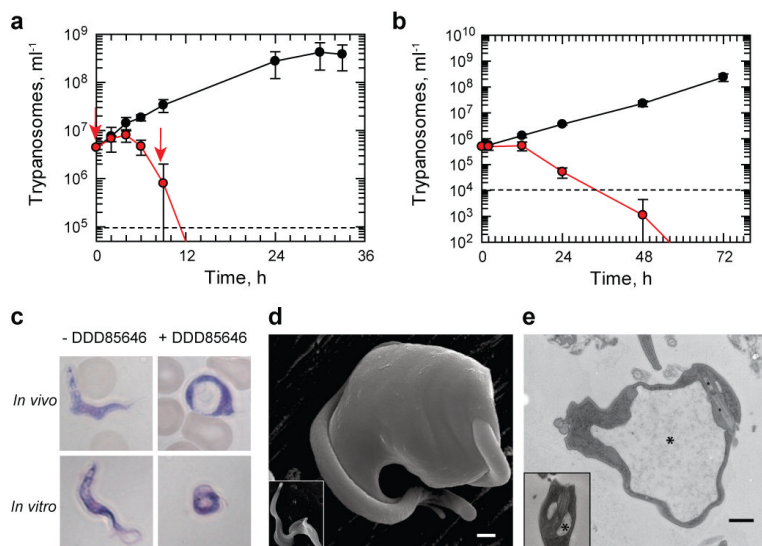 a
b
Trypanosomes, ml-1
10^9
10^8
10^7
10^6
10^5
0
12
24
36
Time, h
Trypanosomes, ml-1
10^10
10^9
10^8
10^7
10^6
10^5
10^4
10^3
10^2
0
24
48
72
Time, h
c
- DDD85646
+ DDD85646
In vivo
In vitro
d
e
*
*